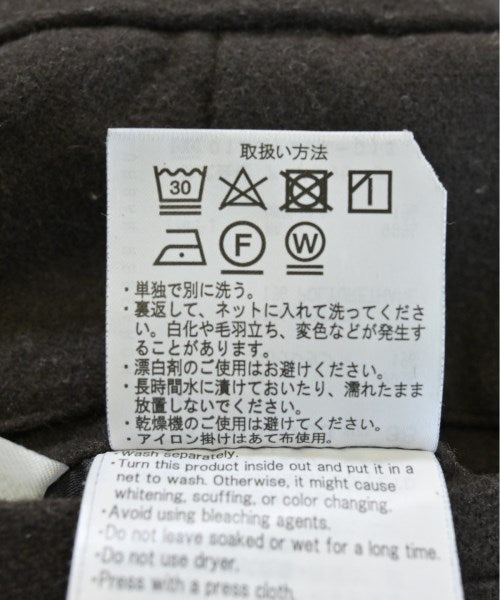 取扱い方法
30
F
W
・単独で別に洗う。
・裏返して、ネットに入れて洗ってくださ
い。白化や毛羽立ち、変色などが発生す
ることがあります。
・漂白剤のご使用はお避けください。
・長時間水に漬けておいたり、濡れたまま
放置しないでください。
・乾燥機のご使用は避けてください。
・アイロン掛けはあて布使用。
・Wash separately.
・Turn this product inside out and put it in a
net to wash. Otherwise, it might cause
whitening, scuffing, or color changing.
・Avoid using bleaching agents.
・Do not leave soaked or wet for a long time.
・Do not use dryer.
・Press with a press cloth.